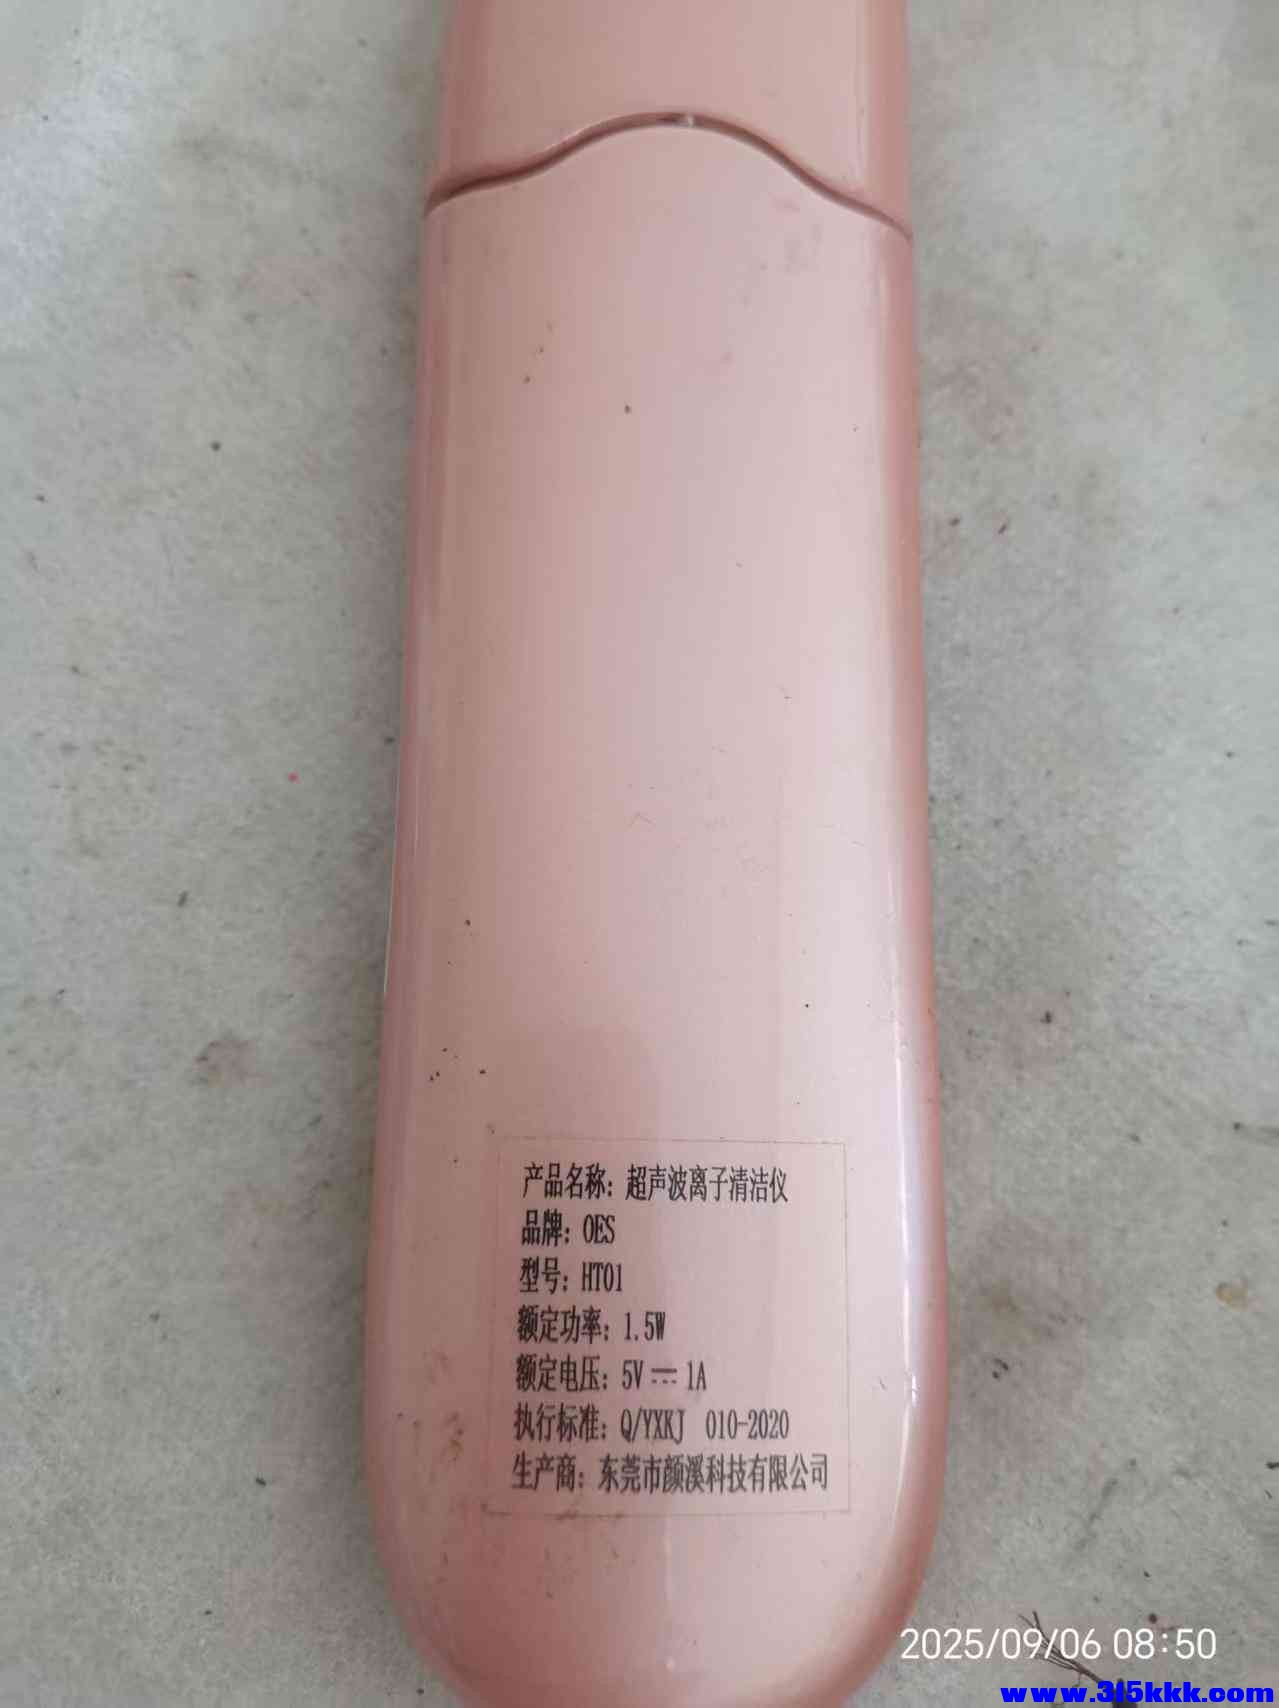 产品名称：超声波离子清洁仪
品牌：OES
型号：HT01
额定功率：1.5W
额定电压：5V⎓1A
执行标准：Q/YXKJ 010-2020
生产商：东莞市颜溪科技有限公司
2025/09/06 08:50
www.315kkk.com